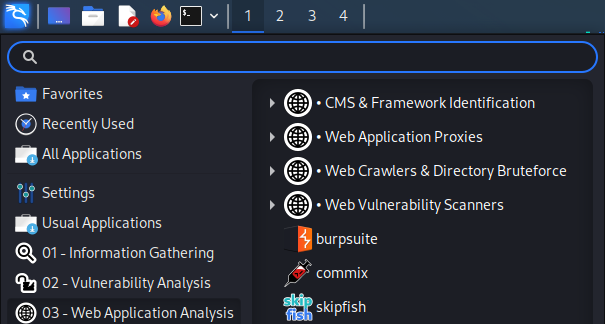 1 2 3 4
Favorites
Recently Used
All Applications
Settings
Usual Applications
01 - Information Gathering
02 - Vulnerability Analysis
03 - Web Application Analysis
• CMS & Framework Identification
• Web Application Proxies
• Web Crawlers & Directory Bruteforce
• Web Vulnerability Scanners
burpsuite
commix
skip
fish
skipfish